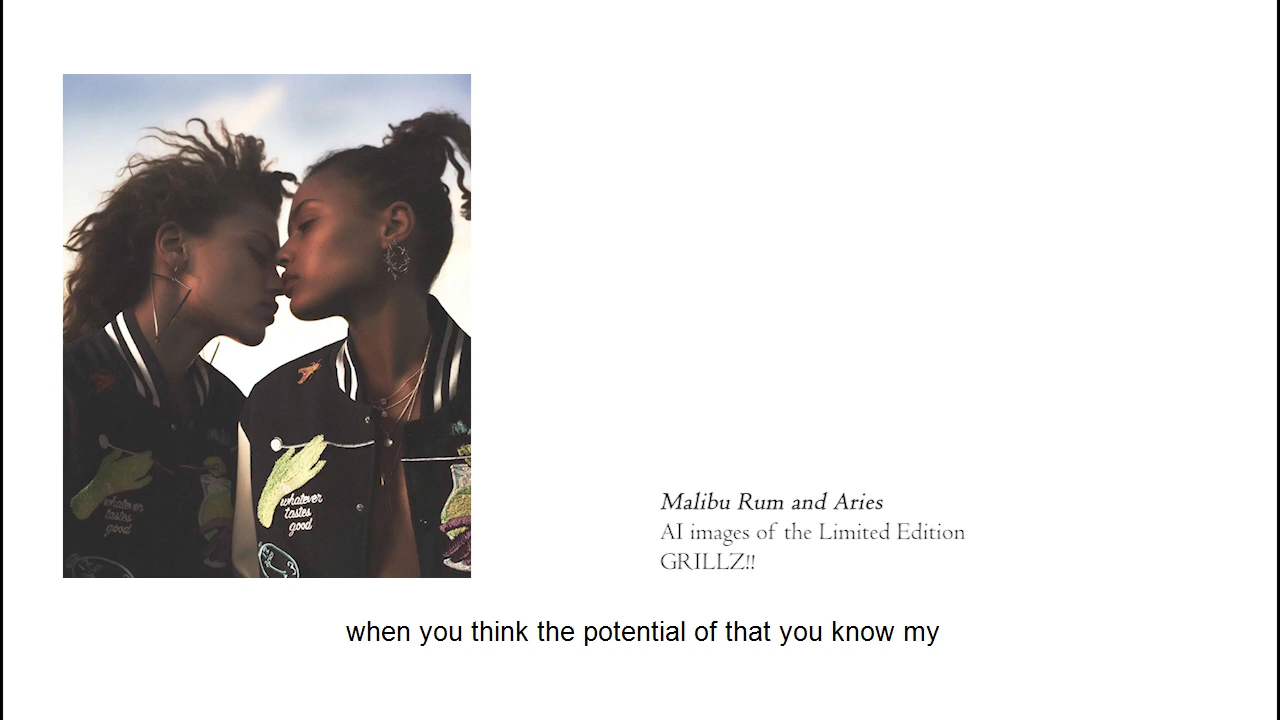 whatever
tastes
good
whatever
tastes
good
Malibu Rum and Aries
AI images of the Limited Edition
GRILLZ!!
when you think the potential of that you know my